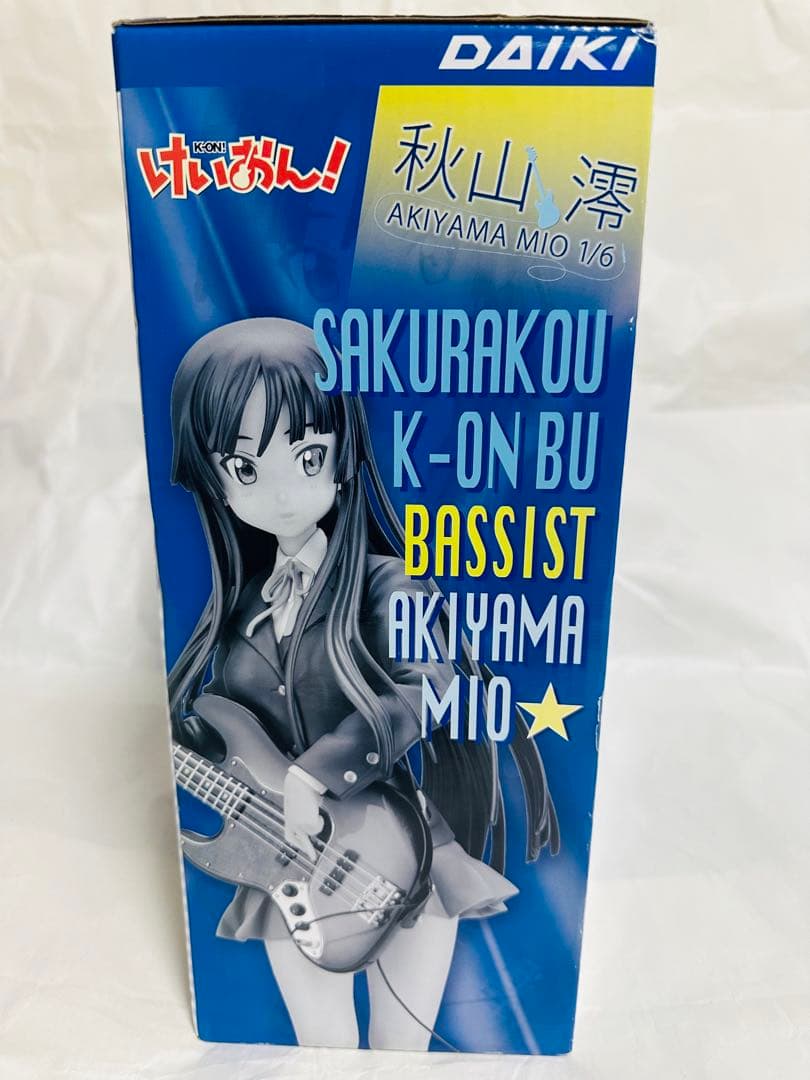 DAIKI
K-ON!
けいおん!
秋山 澪
AKIYAMA MIO 1/6
SAKURAKOU
K-ON BU
BASSIST
AKIYAMA
MIO★